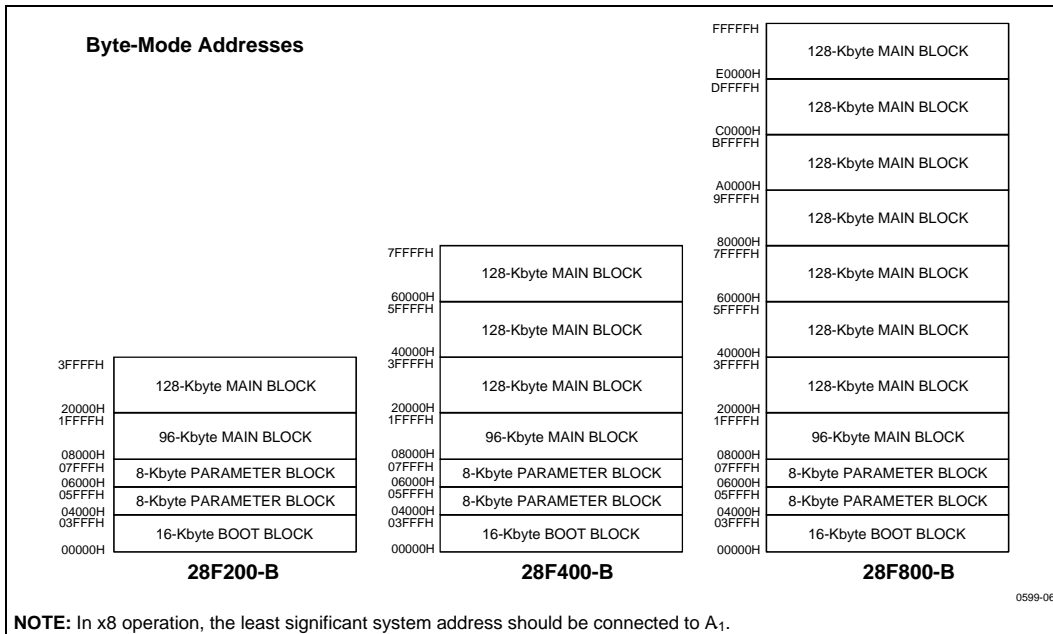 Byte-Mode Addresses
3FFFFH
128-Kbyte MAIN BLOCK
20000H
1FFFFH
96-Kbyte MAIN BLOCK
08000H
07FFFH
8-Kbyte PARAMETER BLOCK
06000H
05FFFH
8-Kbyte PARAMETER BLOCK
04000H
03FFFH
16-Kbyte BOOT BLOCK
00000H
28F200-B
7FFFFH
128-Kbyte MAIN BLOCK
60000H
5FFFFH
128-Kbyte MAIN BLOCK
40000H
3FFFFH
128-Kbyte MAIN BLOCK
20000H
1FFFFH
96-Kbyte MAIN BLOCK
08000H
07FFFH
8-Kbyte PARAMETER BLOCK
06000H
05FFFH
8-Kbyte PARAMETER BLOCK
04000H
03FFFH
16-Kbyte BOOT BLOCK
00000H
28F400-B
FFFFFH
128-Kbyte MAIN BLOCK
E0000H
DFFFFH
128-Kbyte MAIN BLOCK
C0000H
BFFFFH
128-Kbyte MAIN BLOCK
A0000H
9FFFFH
128-Kbyte MAIN BLOCK
80000H
7FFFFH
128-Kbyte MAIN BLOCK
60000H
5FFFFH
128-Kbyte MAIN BLOCK
40000H
3FFFFH
128-Kbyte MAIN BLOCK
20000H
1FFFFH
96-Kbyte MAIN BLOCK
08000H
07FFFH
8-Kbyte PARAMETER BLOCK
06000H
05FFFH
8-Kbyte PARAMETER BLOCK
04000H
03FFFH
16-Kbyte BOOT BLOCK
00000H
28F800-B
0599-06
NOTE: In x8 operation, the least significant system address should be connected to A₁.